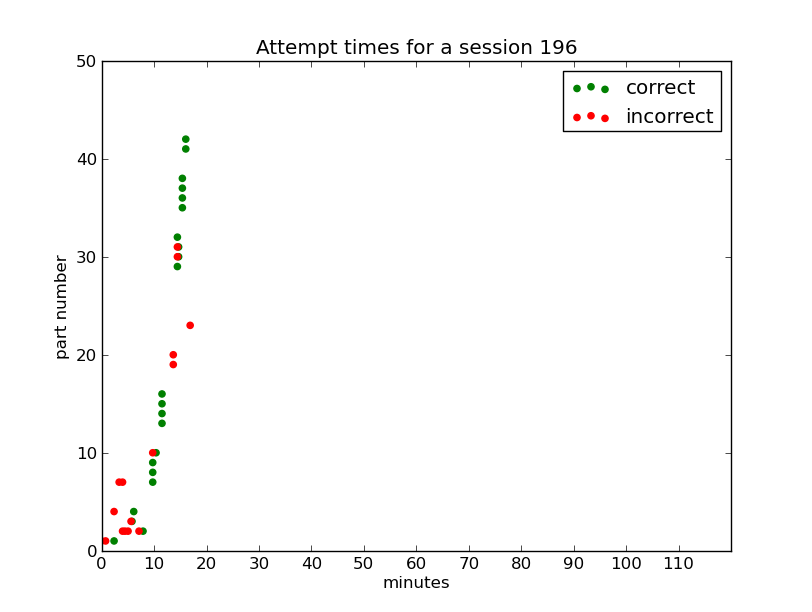 Attempt times for a session 196
50
40
30
20
10
0
part number
correct
incorrect
0 10 20 30 40 50 60 70 80 90 100 110
minutes